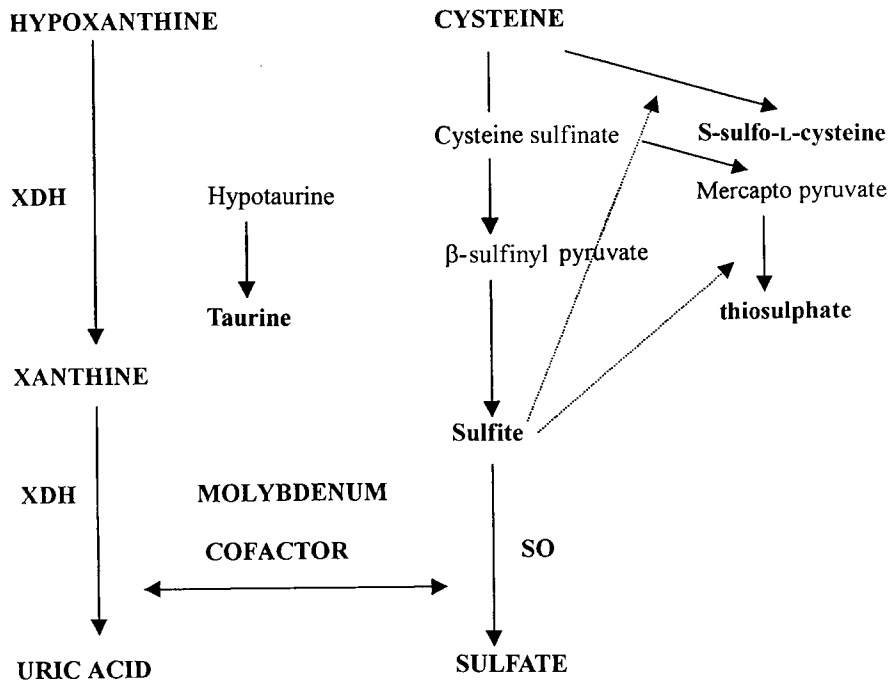 HYPOXANTHINE
CYSTEINE
Cysteine sulfinate
S-sulfo-L-cysteine
XDH
Hypotaurine
Mercapto pyruvate
β-sulfinyl pyruvate
Taurine
thiosulphate
XANTHINE
Sulfite
XDH
MOLYBDENUM
COFACTOR
SO
URIC ACID
SULFATE